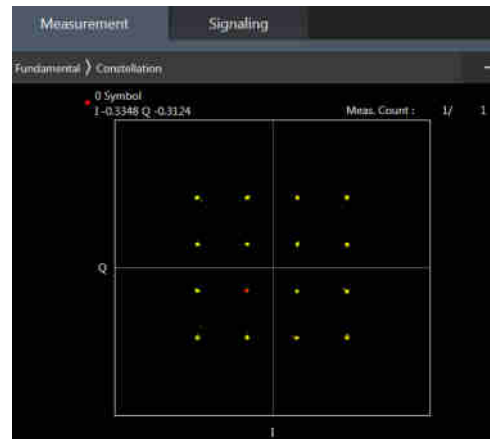 Measurement Signaling
Fundamental ❭ Constellation
0 Symbol
I -0.3348 Q -0.3124 Meas. Count : 1/ 1
Q
I